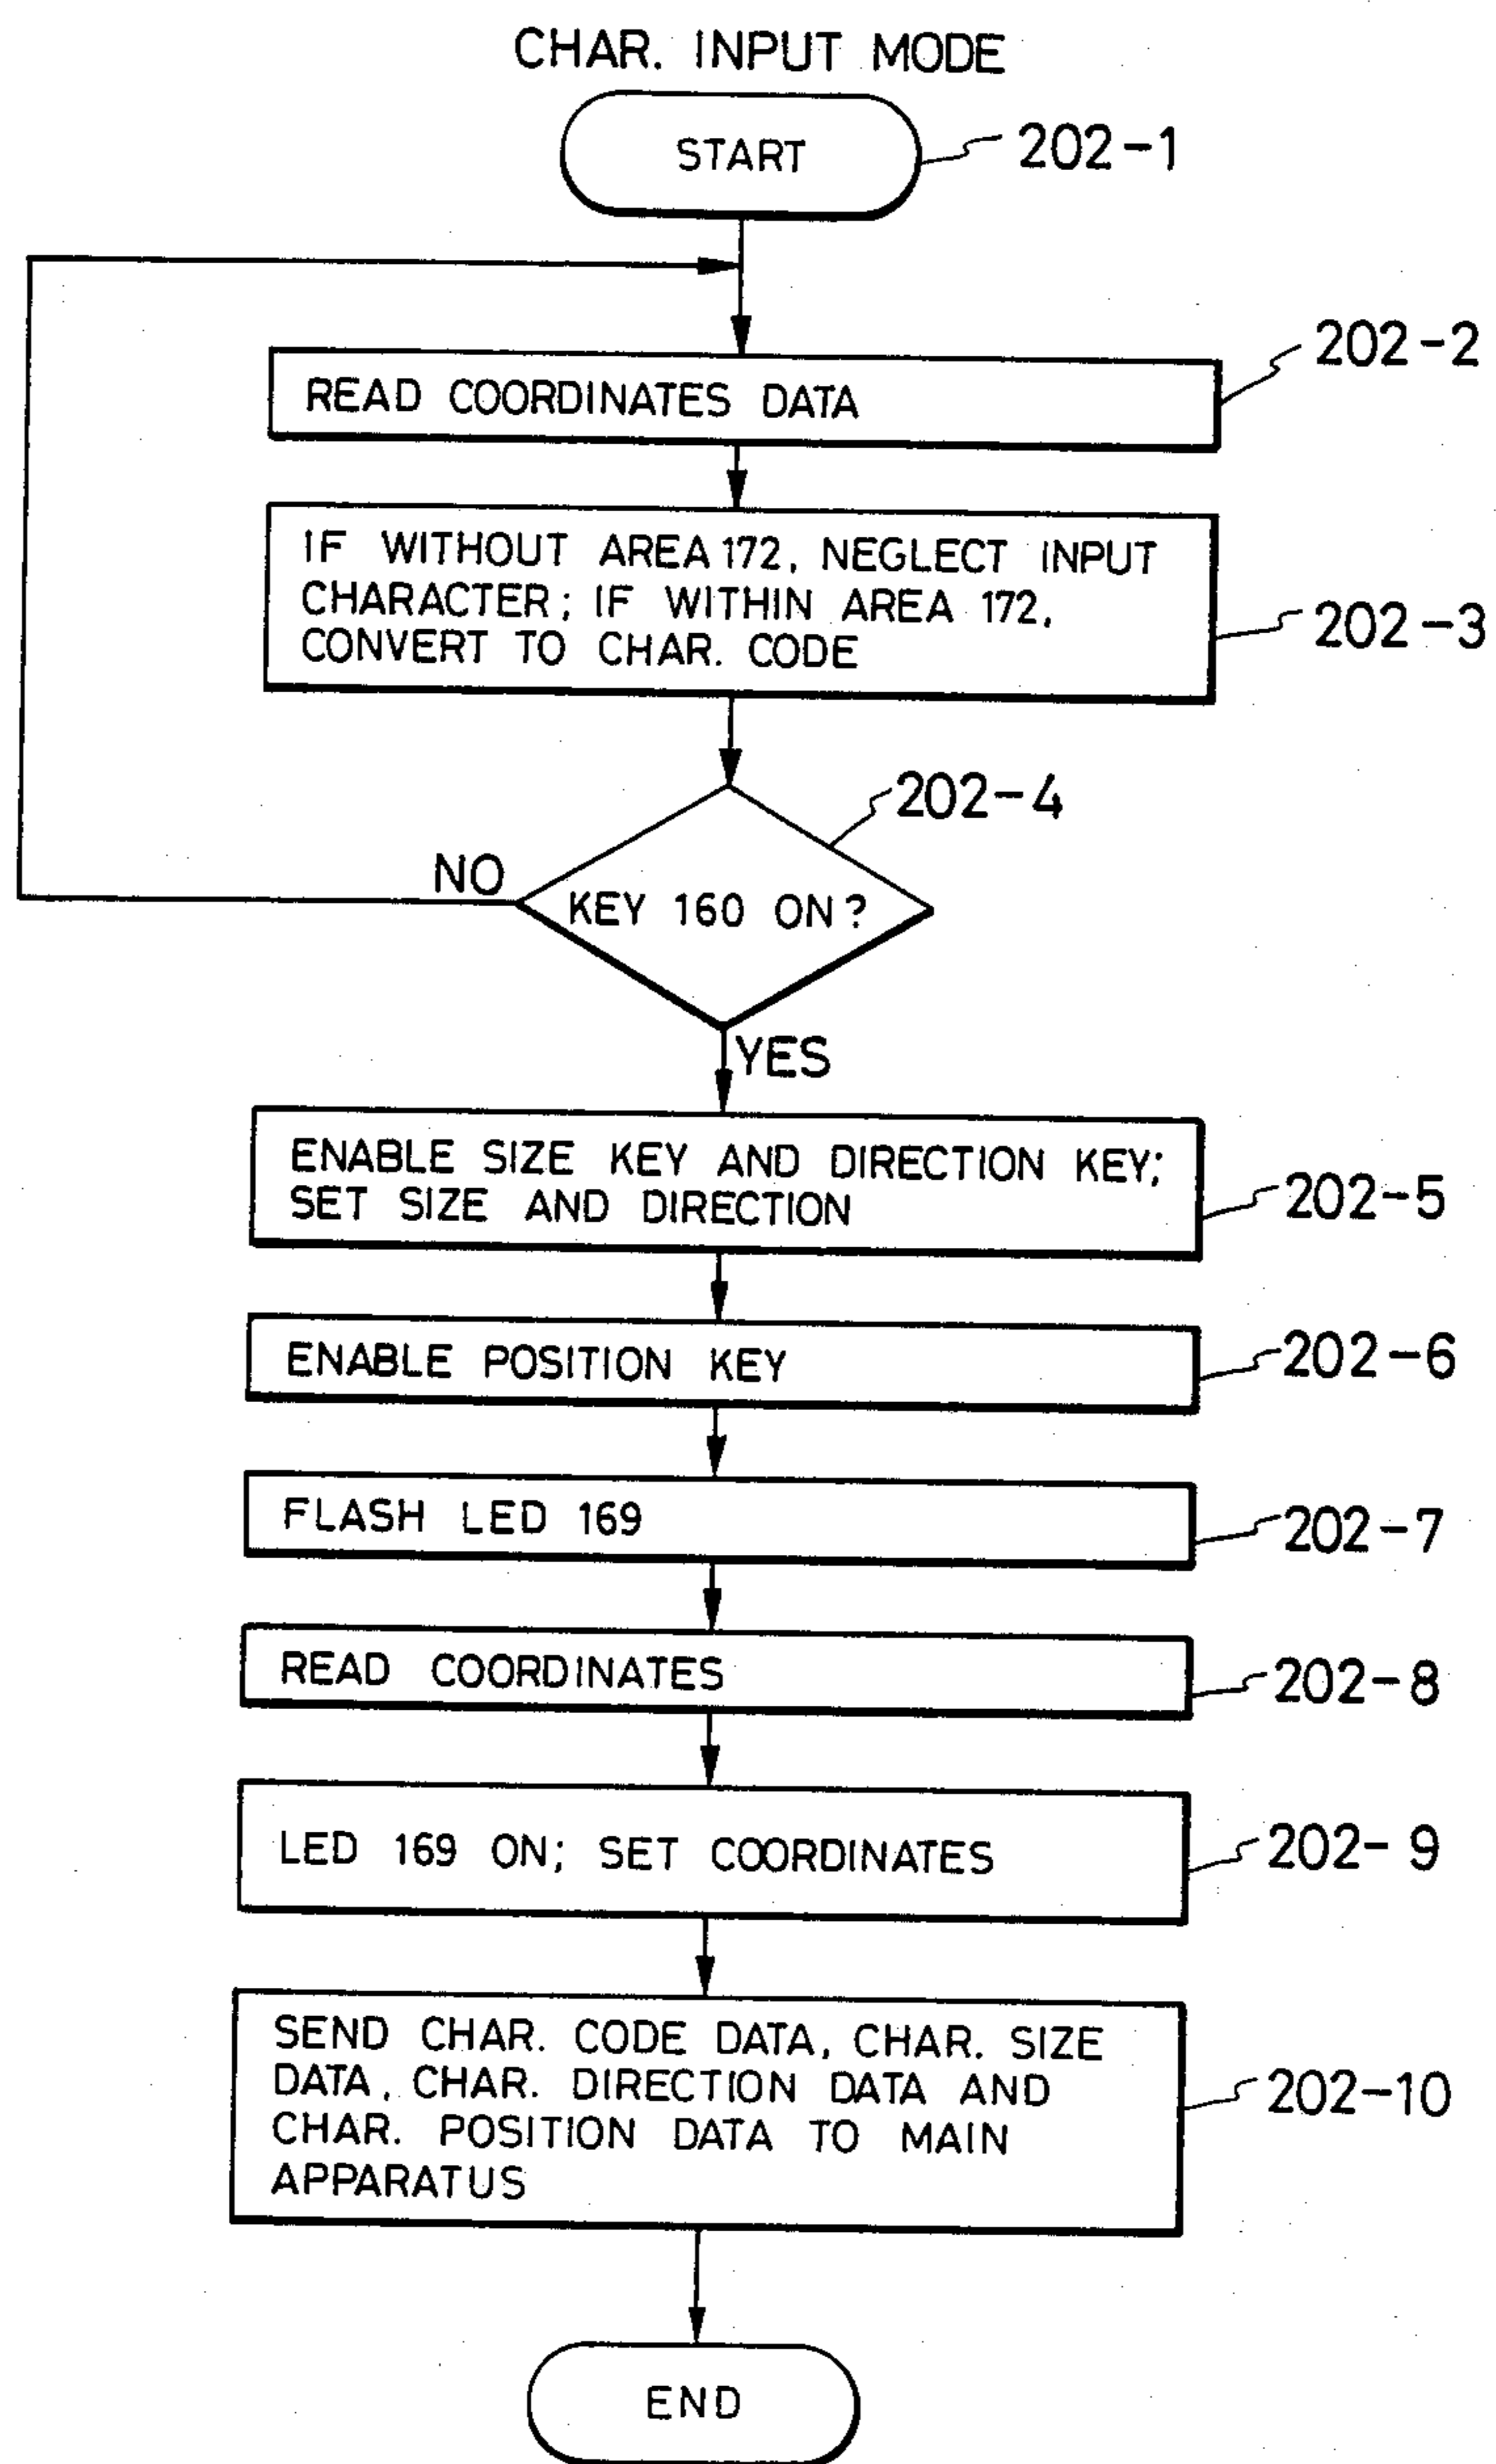 CHAR. INPUT MODE
START
202-1
READ COORDINATES DATA
202-2
IF WITHOUT AREA 172, NEGLECT INPUT
CHARACTER; IF WITHIN AREA 172,
CONVERT TO CHAR. CODE
202-3
202-4
NO
KEY 160 ON?
YES
ENABLE SIZE KEY AND DIRECTION KEY;
SET SIZE AND DIRECTION
202-5
ENABLE POSITION KEY
202-6
FLASH LED 169
202-7
READ COORDINATES
202-8
LED 169 ON; SET COORDINATES
202-9
SEND CHAR. CODE DATA, CHAR. SIZE
DATA, CHAR. DIRECTION DATA AND
CHAR. POSITION DATA TO MAIN
APPARATUS
202-10
END